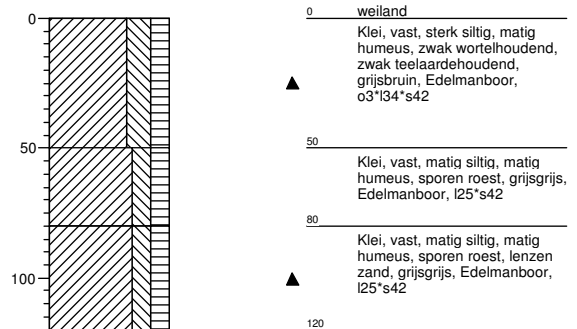 0
50
100
0 weiland
Klei, vast, sterk siltig, matig
humeus, zwak wortelhoudend,
zwak teelaardehoudend,
grijsbruin, Edelmanboor,
o3*l34*s42
50
Klei, vast, matig siltig, matig
humeus, sporen roest, grijsgrijs,
Edelmanboor, l25*s42
80
Klei, vast, matig siltig, matig
humeus, sporen roest, lenzen
zand, grijsgrijs, Edelmanboor,
l25*s42
120